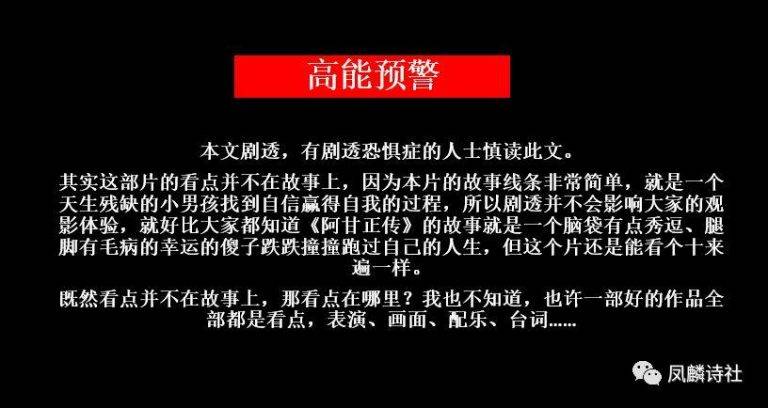 高能预警
本文剧透，有剧透恐惧症的人士慎读此文。
其实这部片的看点并不在故事上，因为本片的故事线条非常简单，就是一个
天生残缺的小男孩找到自信赢得自我的过程，所以剧透并不会影响大家的观
影体验，就好比大家都知道《阿甘正传》的故事就是一个脑袋有点秀逗、腿
脚有毛病的幸运的傻子跌跌撞撞跑过自己的人生，但这个片还是能看个十来
遍一样。
既然看点并不在故事上，那看点在哪里？我也不知道，也许一部好的作品全
部都是看点，表演、画面、配乐、台词……
凤麟诗社